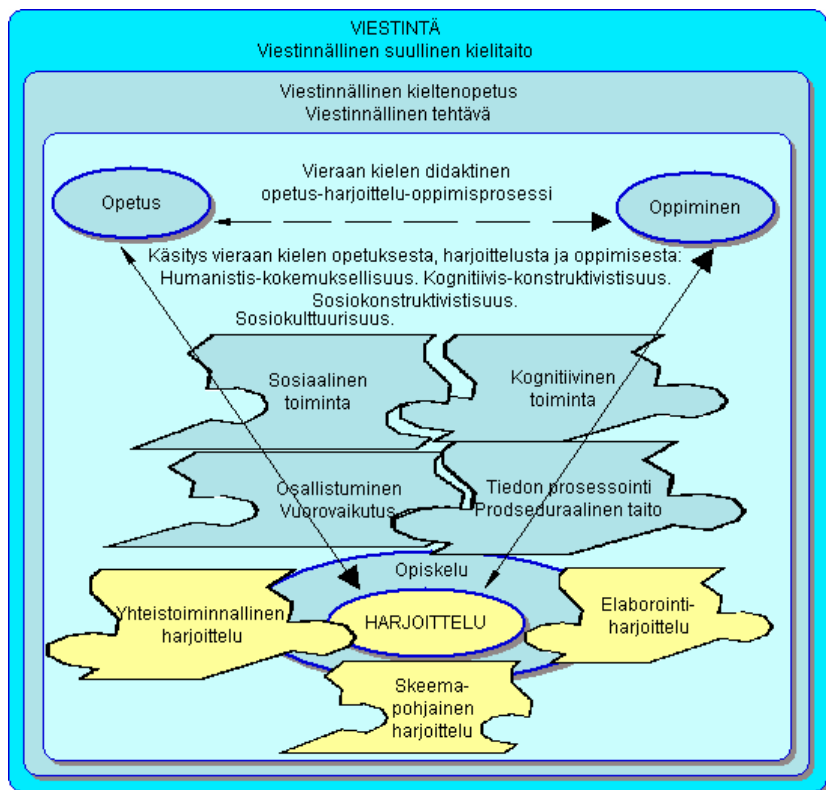 VIESTINTÄ
Viestinnällinen suullinen kielitaito
Viestinnällinen kieltenopetus
Viestinnällinen tehtävä
Vieraan kielen didaktinen
opetus-harjoittelu-oppimisprosessi
Opetus
Oppiminen
Käsitys vieraan kielen opetuksesta, harjoittelusta ja oppimisesta:
Humanistis-kokemuksellisuus. Kognitiivis-konstruktivistisuus.
Sosiokonstruktivistisuus.
Sosiokulttuurisuus.
Sosiaalinen
toiminta
Kognitiivinen
toiminta
Osallistuminen
Vuorovaikutus
Tiedon prosessointi
Prodseduraalinen taito
Opiskelu
Yhteistoiminnallinen
harjoittelu
HARJOITTELU
Elaborointi-
harjoittelu
Skeema-
pohjainen
harjoittelu